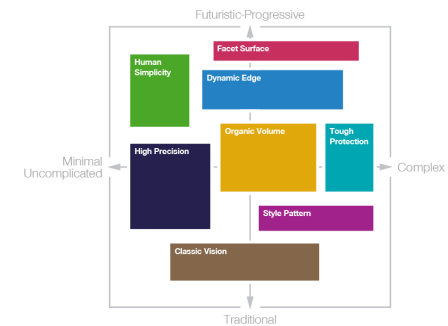 Futuristic-Progressive
Facet Surface
Human
Simplicity
Dynamic Edge
Organic Volume
Tough
Protection
High Precision
Minimal
Uncomplicated
Complex
Style Pattern
Classic Vision
Traditional